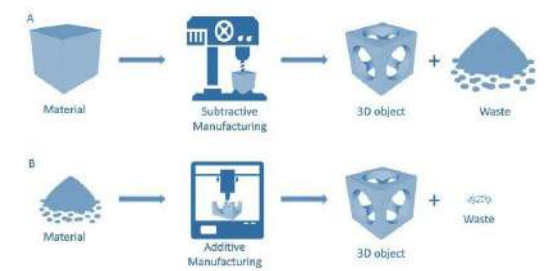 A
Material
Subtractive
Manufacturing
3D object
+
Waste
B
Material
Additive
Manufacturing
3D object
+
Waste